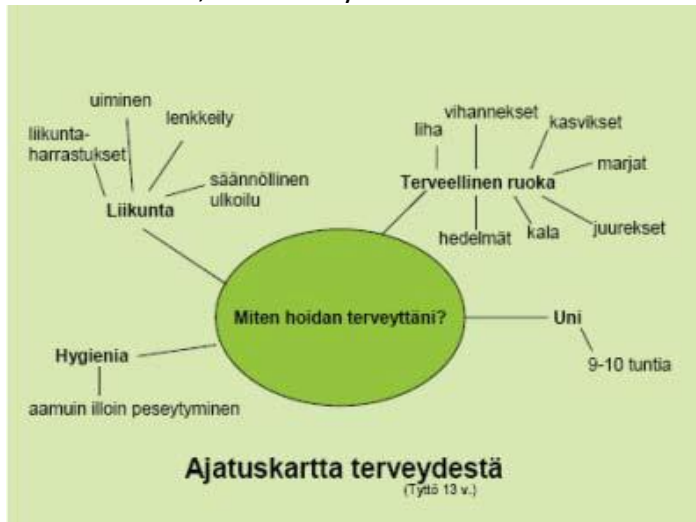 uiminen
lenkkeily
liikunta-
harrastukset
säännöllinen
ulkoilu
Liikunta
vihannekset
liha
kasvikset
marjat
Terveellinen ruoka
hedelmät
kala
juurekset
Miten hoidan terveyttäni?
Uni
9-10 tuntia
Hygienia
aamuin illoin peseytyminen
Ajatuskartta terveydestä
(Tyttö 13 v.)